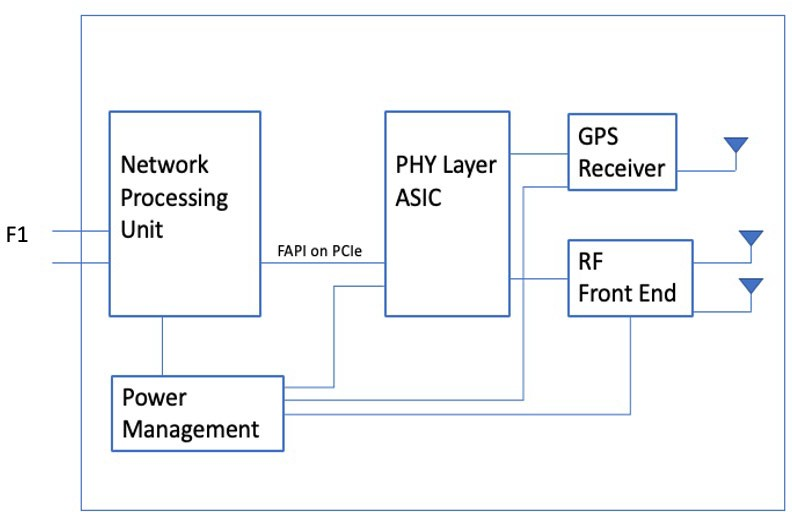 F1
Network
Processing
Unit
FAPI on PCIe
PHY Layer
ASIC
GPS
Receiver
RF
Front End
Power
Management